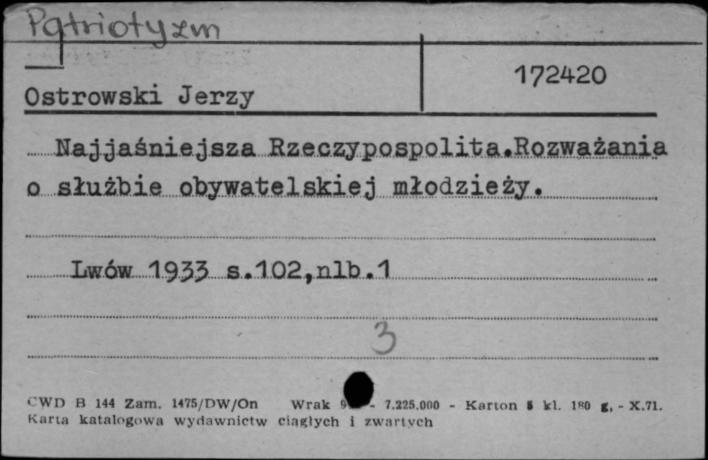 Patriotyzm
172420
Ostrowski Jerzy
Najjaśniejsza Rzeczypospolita.Rozważania
o służbie obywatelskiej młodzieży.
Lwów 1933 s.102,nlb.1
3
CWD B 144 Zam. 1475/DW/On Wrak - 7.225.000 - Karton 5 kl. 180 g, - X.71.
Karta katalogowa wydawnictw ciągłych i zwartych